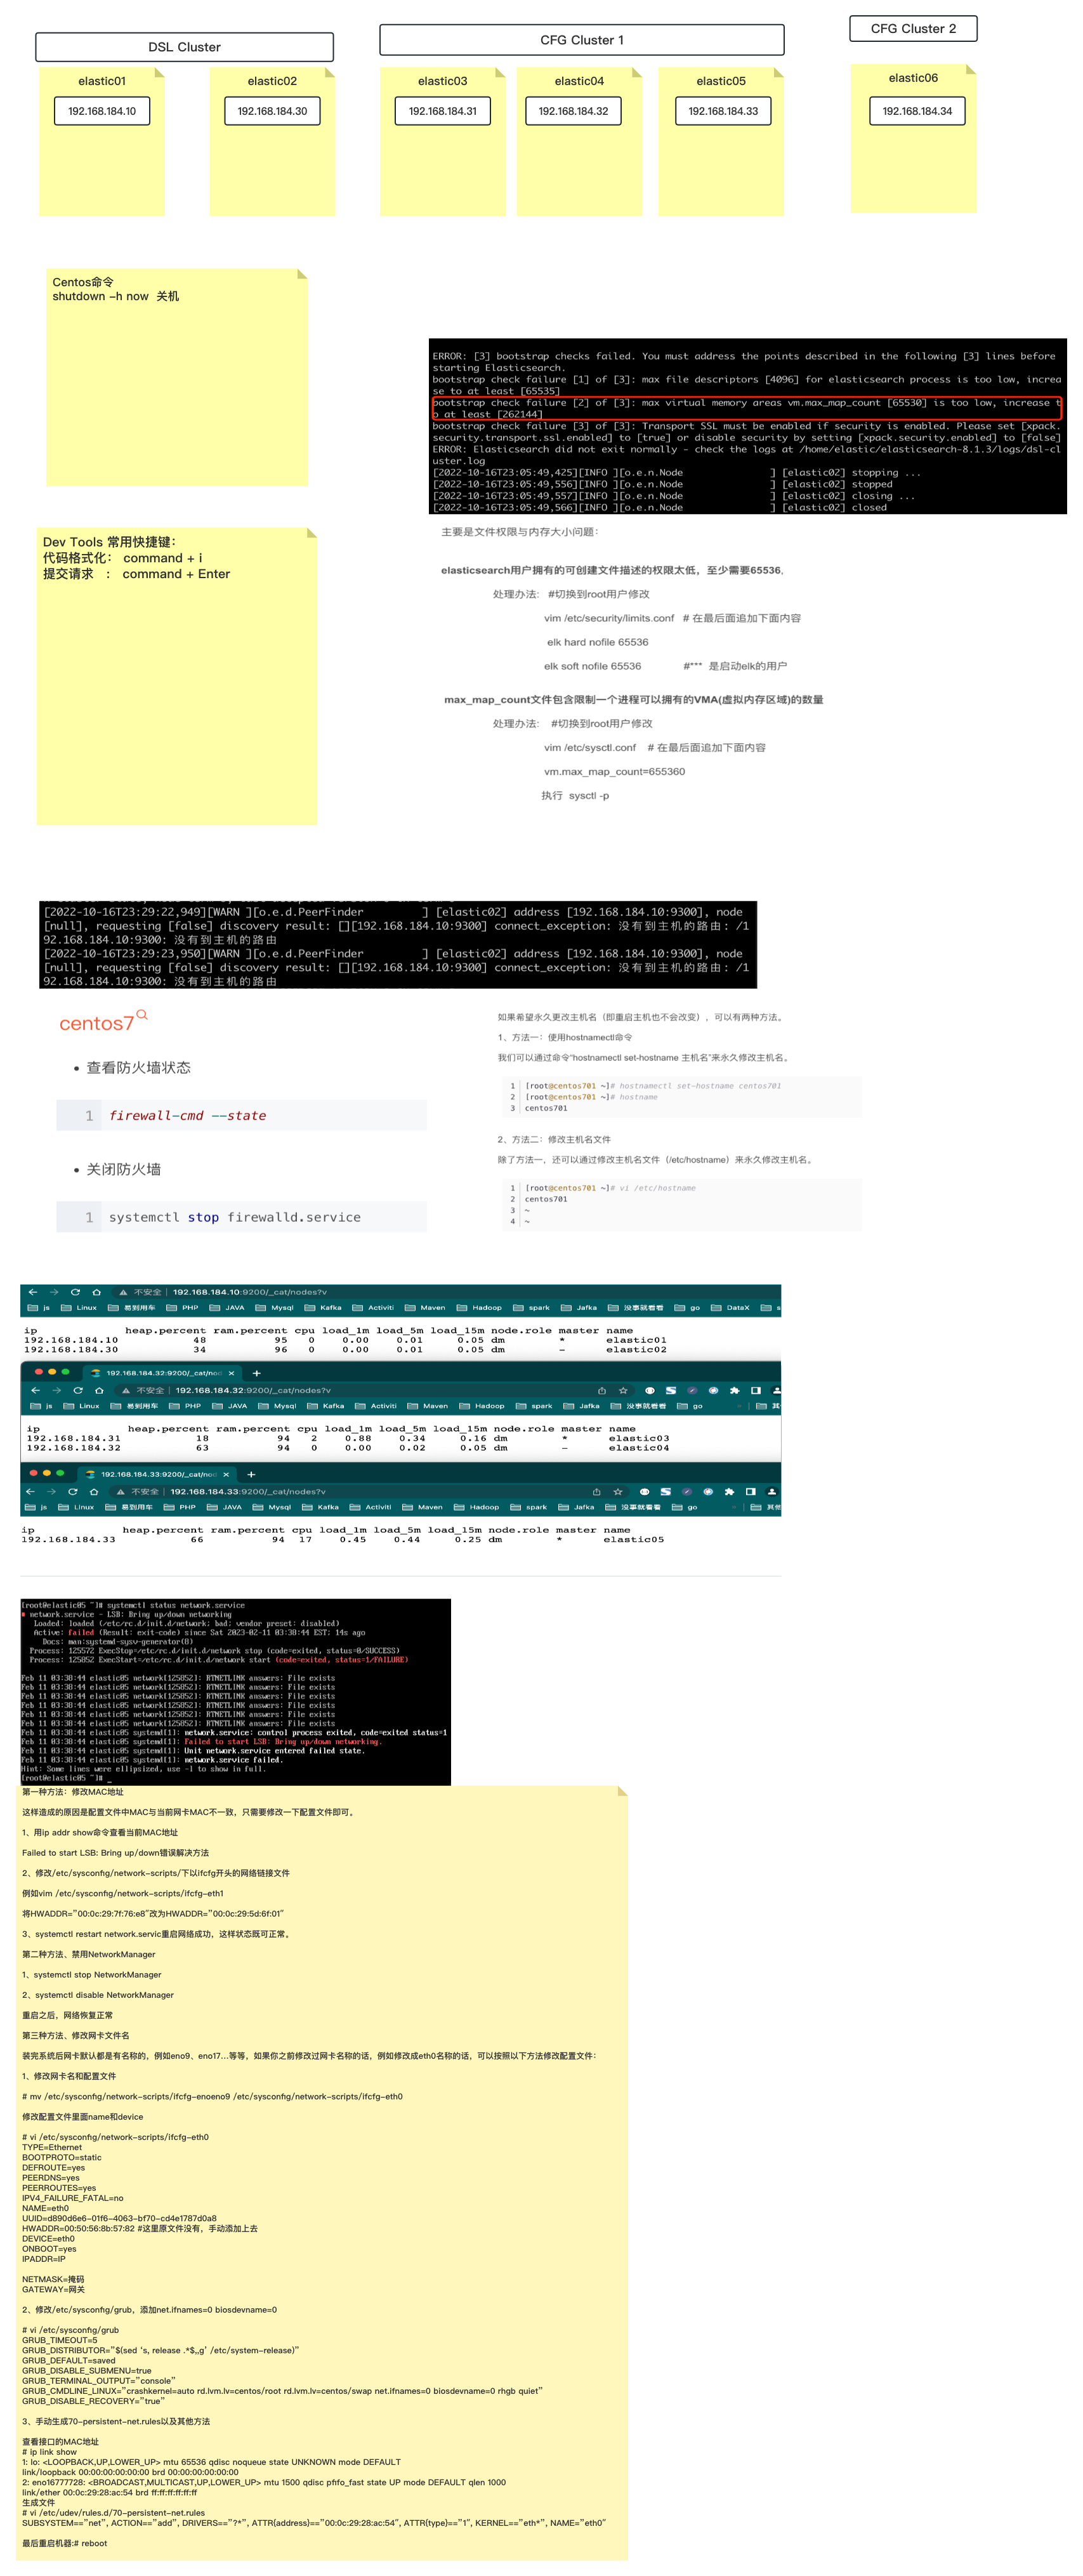 DSL Cluster
CFG Cluster 1
CFG Cluster 2
elastic01
192.168.184.10
elastic02
192.168.184.30
elastic03
192.168.184.31
elastic04
192.168.184.32
elastic05
192.168.184.33
elastic06
192.168.184.34
Centos命令
shutdown -h now 关机
ERROR: [3] bootstrap checks failed. You must address the points described in the following [3] lines before
starting Elasticsearch.
bootstrap check failure [1] of [3]: max file descriptors [4096] for elasticsearch process is too low, increa
se to at least [65535]
bootstrap check failure [2] of [3]: max virtual memory areas vm.max_map_count [65530] is too low, increase t
o at least [262144]
bootstrap check failure [3] of [3]: Transport SSL must be enabled if security is enabled. Please set [xpack.
security.transport.ssl.enabled] to [true] or disable security by setting [xpack.security.enabled] to [false]
ERROR: Elasticsearch did not exit normally - check the logs at /home/elastic/elasticsearch-8.1.3/logs/dsl-cl
uster.log
[2022-10-16T23:05:49,425][INFO ][o.e.n.Node ] [elastic02] stopping ...
[2022-10-16T23:05:49,556][INFO ][o.e.n.Node ] [elastic02] stopped
[2022-10-16T23:05:49,557][INFO ][o.e.n.Node ] [elastic02] closing ...
[2022-10-16T23:05:49,566][INFO ][o.e.n.Node ] [elastic02] closed
Dev Tools 常用快捷键：
代码格式化： command + i
提交请求 ： command + Enter
主要是文件权限与内存大小问题：
elasticsearch用户拥有的可创建文件描述的权限太低，至少需要65536,
处理办法: #切换到root用户修改
vim /etc/security/limits.conf # 在最后面追加下面内容
elk hard nofile 65536
elk soft nofile 65536 #*** 是启动elk的用户
max_map_count文件包含限制一个进程可以拥有的VMA(虚拟内存区域)的数量
处理办法: #切换到root用户修改
vim /etc/sysctl.conf # 在最后面追加下面内容
vm.max_map_count=655360
执行 sysctl -p
[2022-10-16T23:29:22,949][WARN ][o.e.d.PeerFinder ] [elastic02] address [192.168.184.10:9300], node
[null], requesting [false] discovery result: [][192.168.184.10:9300] connect_exception: 没有到主机的路由: /1
92.168.184.10:9300: 没有到主机的路由
[2022-10-16T23:29:23,950][WARN ][o.e.d.PeerFinder ] [elastic02] address [192.168.184.10:9300], node
[null], requesting [false] discovery result: [][192.168.184.10:9300] connect_exception: 没有到主机的路由: /1
92.168.184.10:9300: 没有到主机的路由
centos7
• 查看防火墙状态
1 firewall-cmd --state
• 关闭防火墙
1 systemctl stop firewalld.service
如果希望永久更改主机名（即重启主机也不会改变），可以有两种方法。
1、方法一：使用hostnamectl命令
我们可以通过命令"hostnamectl set-hostname 主机名"来永久修改主机名。
1 [root@centos701 ~]# hostnamectl set-hostname centos701
2 [root@centos701 ~]# hostname
3 centos701
2、方法二：修改主机名文件
除了方法一，还可以通过修改主机名文件（/etc/hostname）来永久修改主机名。
1 [root@centos701 ~]# vi /etc/hostname
2 centos701
3 ~
4 ~
不安全 | 192.168.184.10:9200/_cat/nodes?v
js Linux 易到用车 PHP JAVA Mysql Kafka Activiti Maven Hadoop spark Jafka 没事就看看 go DataX s
ip heap.percent ram.percent cpu load_1m load_5m load_15m node.role master name
192.168.184.10 48 95 0 0.00 0.01 0.05 dm * elastic01
192.168.184.30 34 96 0 0.00 0.01 0.05 dm - elastic02
192.168.184.32:9200/_cat/nod
不安全 | 192.168.184.32:9200/_cat/nodes?v
js Linux 易到用车 PHP JAVA Mysql Kafka Activiti Maven Hadoop spark Jafka 没事就看看 go
ip heap.percent ram.percent cpu load_1m load_5m load_15m node.role master name
192.168.184.31 18 94 2 0.88 0.34 0.16 dm * elastic03
192.168.184.32 63 94 0 0.00 0.02 0.05 dm - elastic04
192.168.184.33:9200/_cat/nod
不安全 | 192.168.184.33:9200/_cat/nodes?v
js Linux 易到用车 PHP JAVA Mysql Kafka Activiti Maven Hadoop spark Jafka 没事就看看 go 其他
ip heap.percent ram.percent cpu load_1m load_5m load_15m node.role master name
192.168.184.33 66 94 17 0.45 0.44 0.25 dm * elastic05
[root@elastic05 ~]# systemctl status network.service
* network.service - LSB: Bring up/down networking
Loaded: loaded (/etc/rc.d/init.d/network; bad; vendor preset: disabled)
Active: failed (Result: exit-code) since Sat 2023-02-11 03:38:44 EST; 14s ago
Docs: man:systemd-sysv-generator(8)
Process: 125572 ExecStop=/etc/rc.d/init.d/network stop (code=exited, status=0/SUCCESS)
Process: 125852 ExecStart=/etc/rc.d/init.d/network start (code=exited, status=1/FAILURE)
Feb 11 03:38:44 elastic05 network[125852]: RTNETLINK answers: File exists
Feb 11 03:38:44 elastic05 network[125852]: RTNETLINK answers: File exists
Feb 11 03:38:44 elastic05 network[125852]: RTNETLINK answers: File exists
Feb 11 03:38:44 elastic05 network[125852]: RTNETLINK answers: File exists
Feb 11 03:38:44 elastic05 network[125852]: RTNETLINK answers: File exists
Feb 11 03:38:44 elastic05 network[125852]: RTNETLINK answers: File exists
Feb 11 03:38:44 elastic05 systemd[1]: network.service: control process exited, code=exited status=1
Feb 11 03:38:44 elastic05 systemd[1]: Failed to start LSB: Bring up/down networking.
Feb 11 03:38:44 elastic05 systemd[1]: Unit network.service entered failed state.
Feb 11 03:38:44 elastic05 systemd[1]: network.service failed.
Hint: Some lines were ellipsized, use -l to show in full.
[root@elastic05 ~]# _
第一种方法：修改MAC地址
这样造成的原因是配置文件中MAC与当前网卡MAC不一致，只需要修改一下配置文件即可。
1、用ip addr show命令查看当前MAC地址
Failed to start LSB: Bring up/down错误解决方法
2、修改/etc/sysconfig/network-scripts/下以ifcfg开头的网络链接文件
例如vim /etc/sysconfig/network-scripts/ifcfg-eth1
将HWADDR=”00:0c:29:7f:76:e8″改为HWADDR=”00:0c:29:5d:6f:01″
3、systemctl restart network.servic重启网络成功，这样状态既可正常。
第二种方法、禁用NetworkManager
1、systemctl stop NetworkManager
2、systemctl disable NetworkManager
重启之后，网络恢复正常
第三种方法、修改网卡文件名
装完系统后网卡默认都是有名称的，例如eno9、eno17…等等，如果你之前修改过网卡名称的话，例如修改成eth0名称的话，可以按照以下方法修改配置文件：
1、修改网卡名和配置文件
# mv /etc/sysconfig/network-scripts/ifcfg-enoeno9 /etc/sysconfig/network-scripts/ifcfg-eth0
修改配置文件里面name和device
# vi /etc/sysconfig/network-scripts/ifcfg-eth0
TYPE=Ethernet
BOOTPROTO=static
DEFROUTE=yes
PEERDNS=yes
PEERROUTES=yes
IPV4_FAILURE_FATAL=no
NAME=eth0
UUID=d890d6e6-01f6-4063-bf70-cd4e1787d0a8
HWADDR=00:50:56:8b:57:82 #这里原文件没有，手动添加上去
DEVICE=eth0
ONBOOT=yes
IPADDR=IP
NETMASK=掩码
GATEWAY=网关
2、修改/etc/sysconfig/grub，添加net.ifnames=0 biosdevname=0
# vi /etc/sysconfig/grub
GRUB_TIMEOUT=5
GRUB_DISTRIBUTOR=”$(sed ‘s, release .*$,,g’ /etc/system-release)”
GRUB_DEFAULT=saved
GRUB_DISABLE_SUBMENU=true
GRUB_TERMINAL_OUTPUT=”console”
GRUB_CMDLINE_LINUX=”crashkernel=auto rd.lvm.lv=centos/root rd.lvm.lv=centos/swap net.ifnames=0 biosdevname=0 rhgb quiet”
GRUB_DISABLE_RECOVERY=”true”
3、手动生成70-persistent-net.rules以及其他方法
查看接口的MAC地址
# ip link show
1: lo: <LOOPBACK,UP,LOWER_UP> mtu 65536 qdisc noqueue state UNKNOWN mode DEFAULT
link/loopback 00:00:00:00:00:00 brd 00:00:00:00:00:00
2: eno16777728: <BROADCAST,MULTICAST,UP,LOWER_UP> mtu 1500 qdisc pfifo_fast state UP mode DEFAULT qlen 1000
link/ether 00:0c:29:28:ac:54 brd ff:ff:ff:ff:ff:ff
生成文件
# vi /etc/udev/rules.d/70-persistent-net.rules
SUBSYSTEM==”net”, ACTION==”add”, DRIVERS==”?*”, ATTR{address}==”00:0c:29:28:ac:54″, ATTR{type}==”1″, KERNEL==”eth*”, NAME=”eth0″
最后重启机器:# reboot